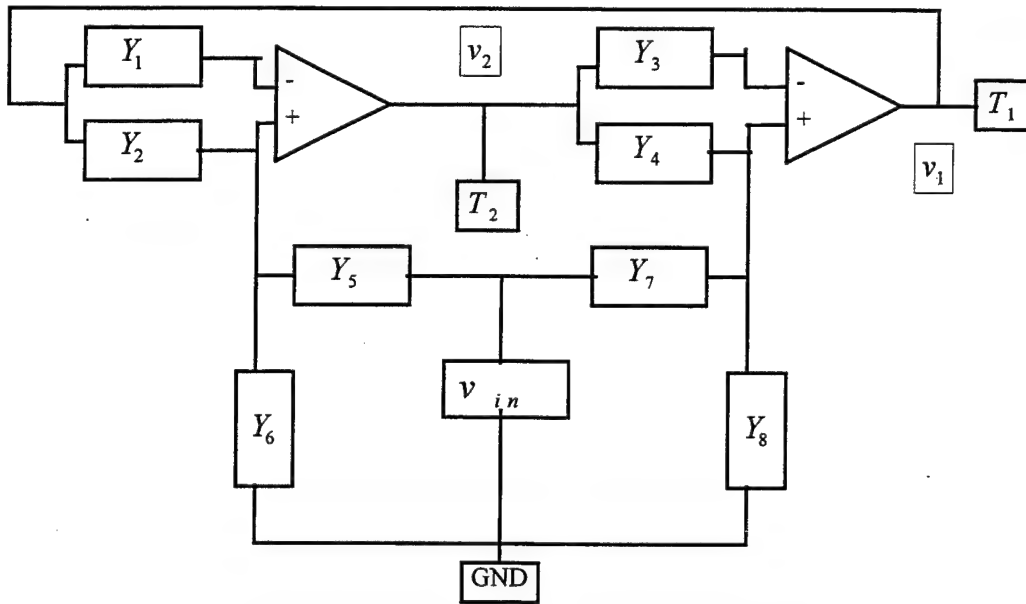 Y₁
v₂
Y₃
-
+
Y₂
T₂
Y₄
-
+
T₁
v₁
Y₅
Y₇
v in
Y₆
Y₈
GND